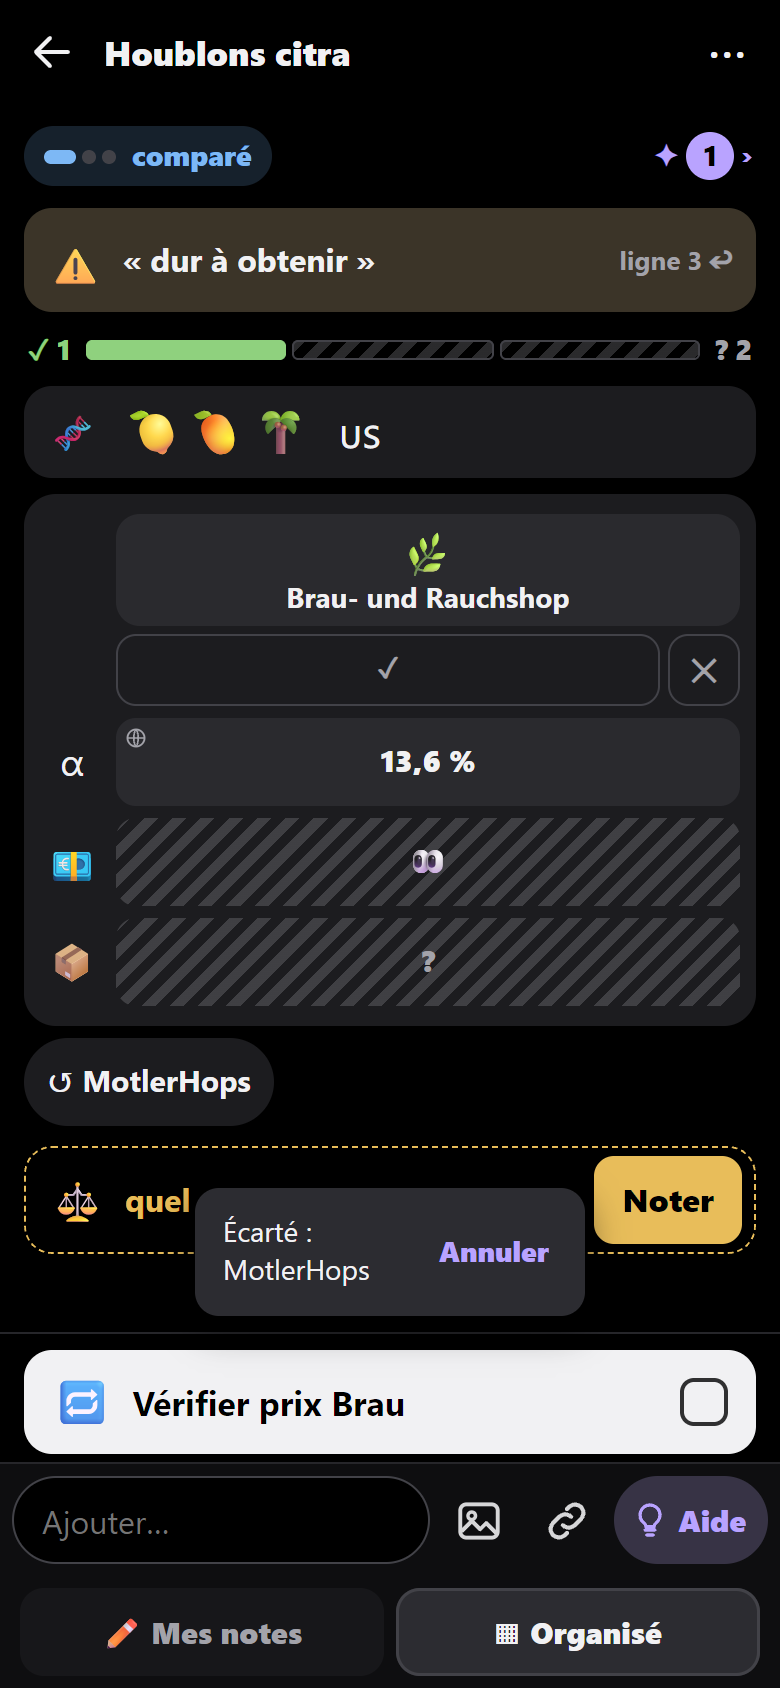 Houblons citra
comparé
1
« dur à obtenir »
ligne 3
1
? 2
US
Brau- und Rauchshop
α
13,6 %
?
MotlerHops
quel
Noter
Écarté :
MotlerHops
Annuler
Vérifier prix Brau
Ajouter…
Aide
Mes notes
Organisé